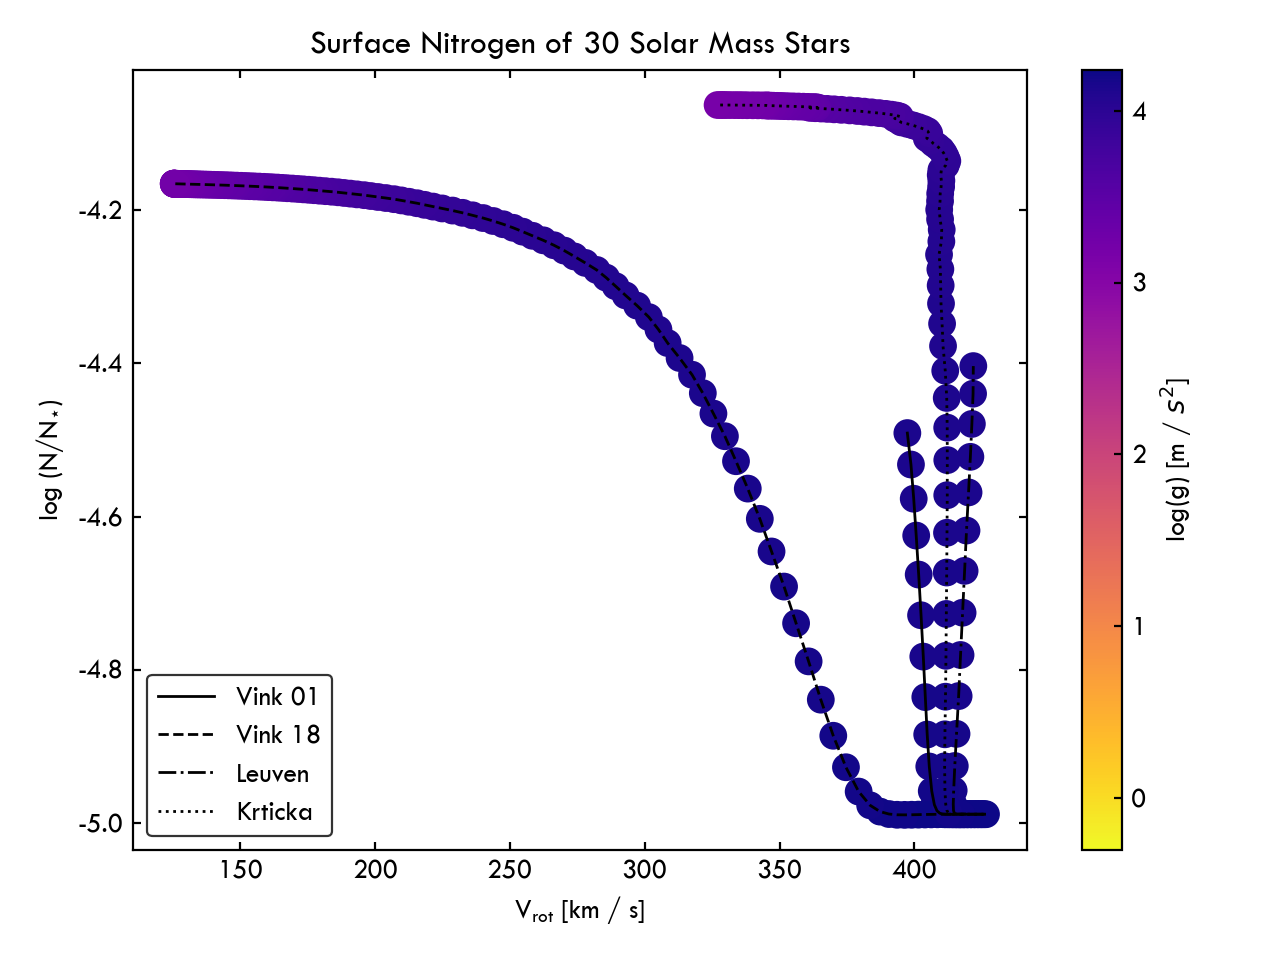 Surface Nitrogen of 30 Solar Mass Stars
log (N/N⋆)
-4.2
-4.4
-4.6
-4.8
-5.0
Vink 01
Vink 18
Leuven
Krticka
150
200
250
300
350
400
V_rot [km / s]
4
3
2
1
0
log(g) [m / s²]